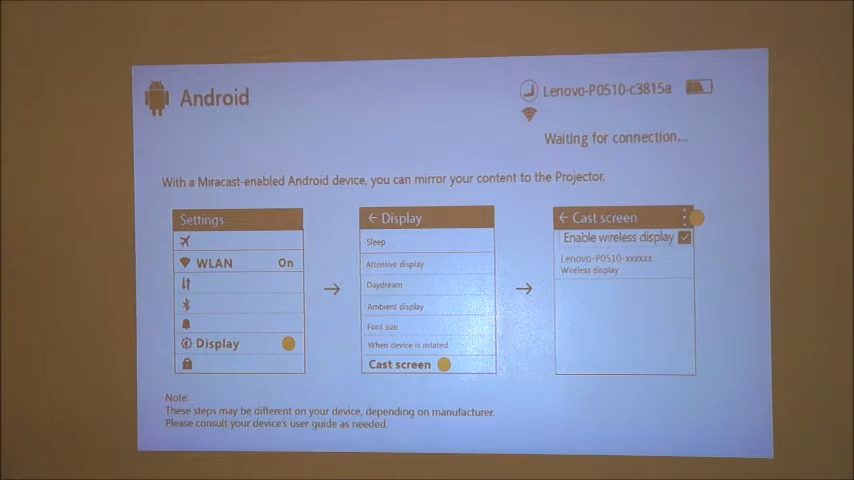 Android
Lenovo-P0510-c3815a
Waiting for connection...
With a Miracast-enabled Android device, you can mirror your content to the Projector.
Settings
WLAN On
Display
← Display
Sleep
Attentive display
Daydream
Ambient display
Font size
When device is rotated
Cast screen
← Cast screen
Enable wireless display
Lenovo-P0510-xxxxxx
Wireless display
Note:
These steps may be different on your device, depending on manufacturer.
Please consult your device's user guide as needed.